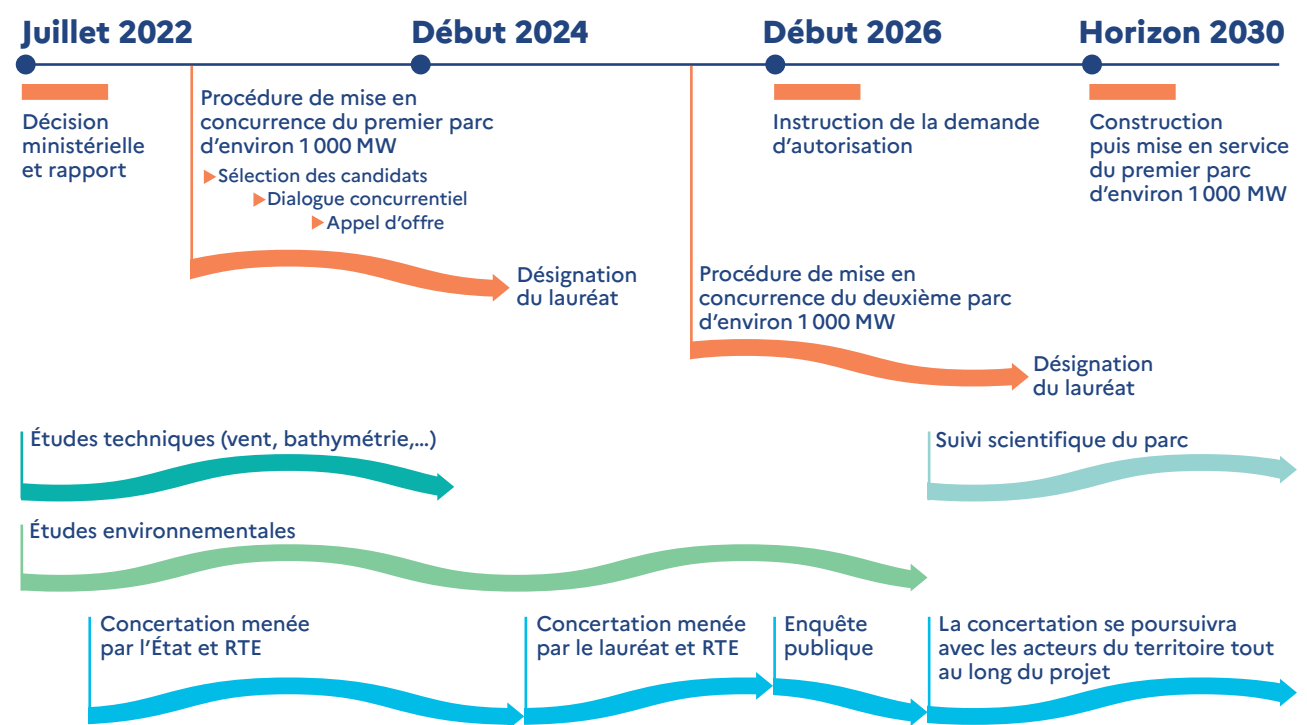 Juillet 2022
Début 2024
Début 2026
Horizon 2030
Décision
ministérielle
et rapport
Procédure de mise en
concurrence du premier parc
d'environ 1 000 MW
Sélection des candidats
Dialogue concurrentiel
Appel d'offre
Désignation
du lauréat
Instruction de la demande
d'autorisation
Construction
puis mise en service
du premier parc
d'environ 1 000 MW
Procédure de mise en
concurrence du deuxième parc
d'environ 1 000 MW
Désignation
du lauréat
Études techniques (vent, bathymétrie,...)
Suivi scientifique du parc
Études environnementales
Concertation menée
par l'État et RTE
Concertation menée
par le lauréat et RTE
Enquête
publique
La concertation se poursuivra
avec les acteurs du territoire tout
au long du projet